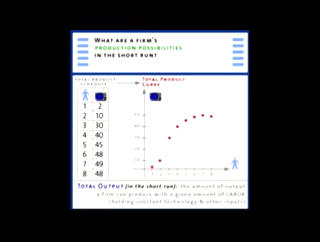 WHAT ARE A FIRM'S
PRODUCTION POSSIBILITIES
IN THE SHORT RUN?
TOTAL PRODUCT
SCHEDULE
TOTAL PRODUCT
CURVE
1 2
2 10
3 30
4 40
5 45
6 48
7 49
8 48
TOTAL OUTPUT (in the short run): the amount of output
a firm can produce with a given amount of LABOR
(holding constant technology & other inputs)